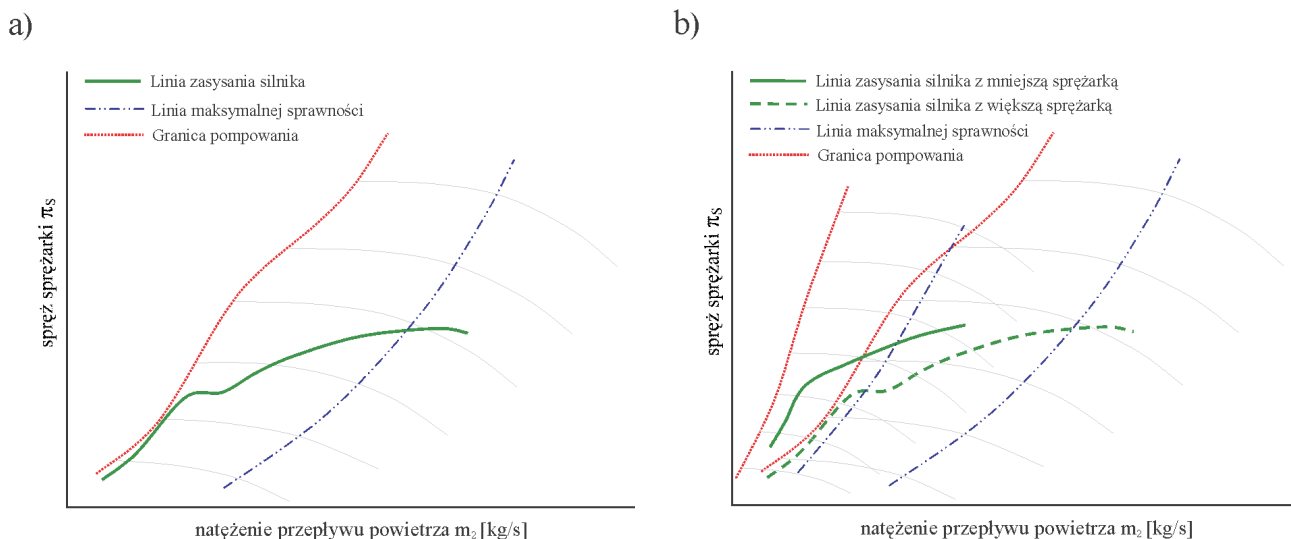 a)
Linia zasysania silnika
Linia maksymalnej sprawności
Granica pompowania
spręż sprężarki πs
natężenie przepływu powietrza m₂ [kg/s]
b)
Linia zasysania silnika z mniejszą sprężarką
Linia zasysania silnika z większą sprężarką
Linia maksymalnej sprawności
Granica pompowania
spręż sprężarki πs
natężenie przepływu powietrza m₂ [kg/s]